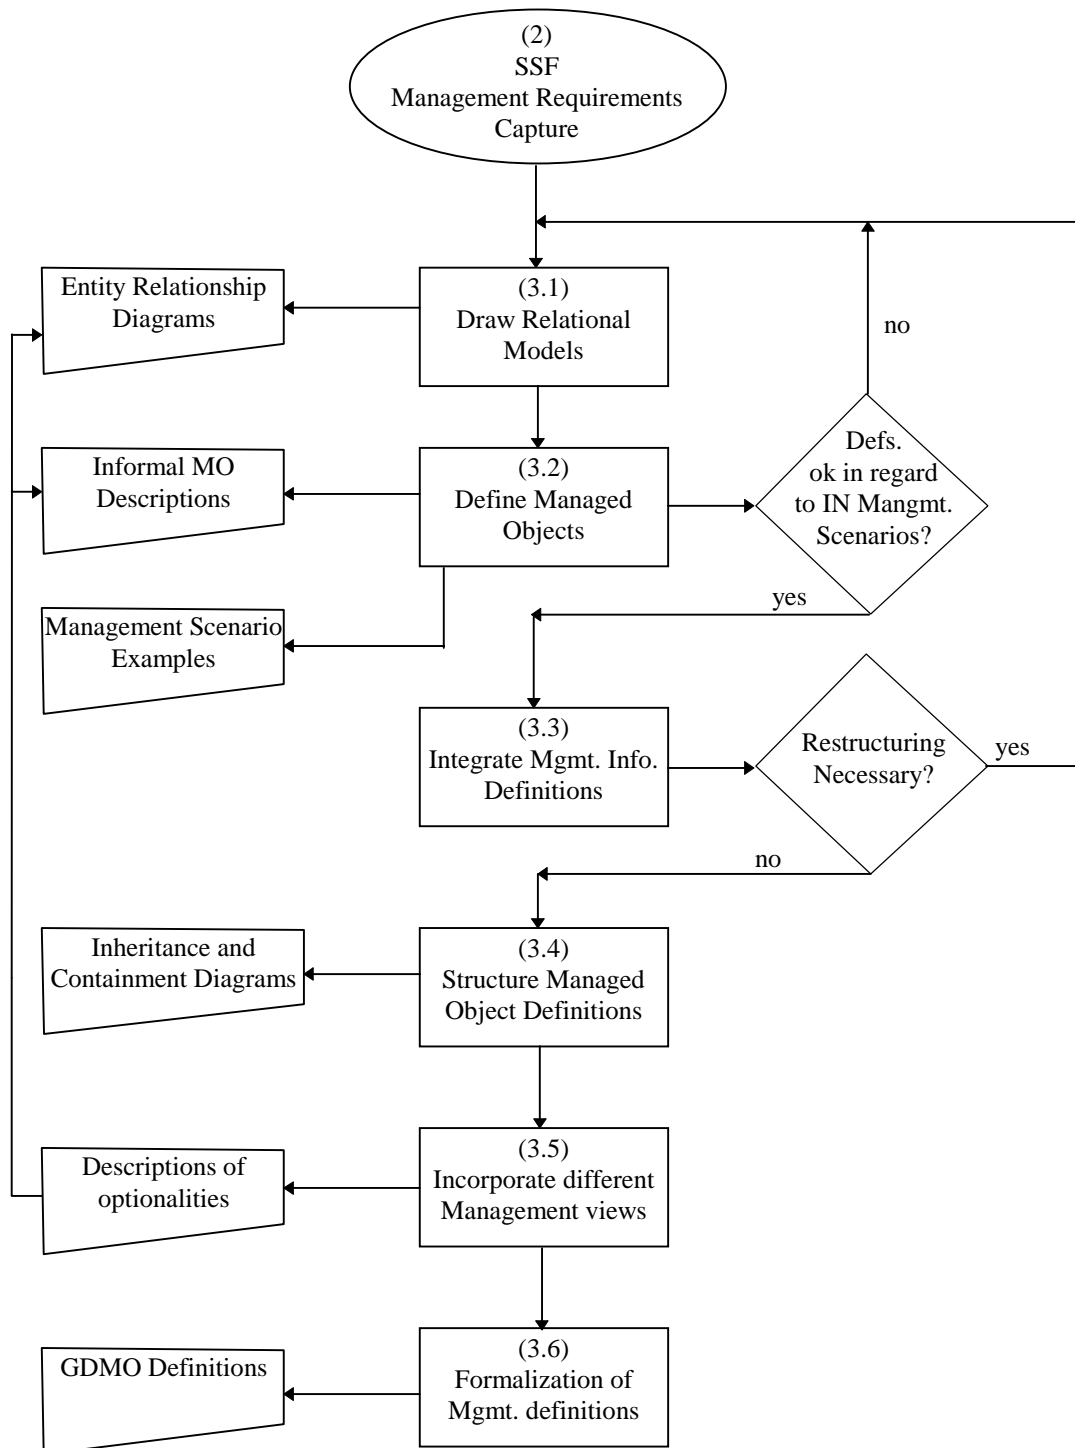 (2)
SSF
Management Requirements
Capture
Entity Relationship
Diagrams
(3.1)
Draw Relational
Models
no
Informal MO
Descriptions
(3.2)
Define Managed
Objects
Defs.
ok in regard
to IN Mangmt.
Scenarios?
yes
Management Scenario
Examples
(3.3)
Integrate Mgmt. Info.
Definitions
Restructuring
Necessary?
yes
no
Inheritance and
Containment Diagrams
(3.4)
Structure Managed
Object Definitions
Descriptions of
optionalities
(3.5)
Incorporate different
Management views
GDMO Definitions
(3.6)
Formalization of
Mgmt. definitions